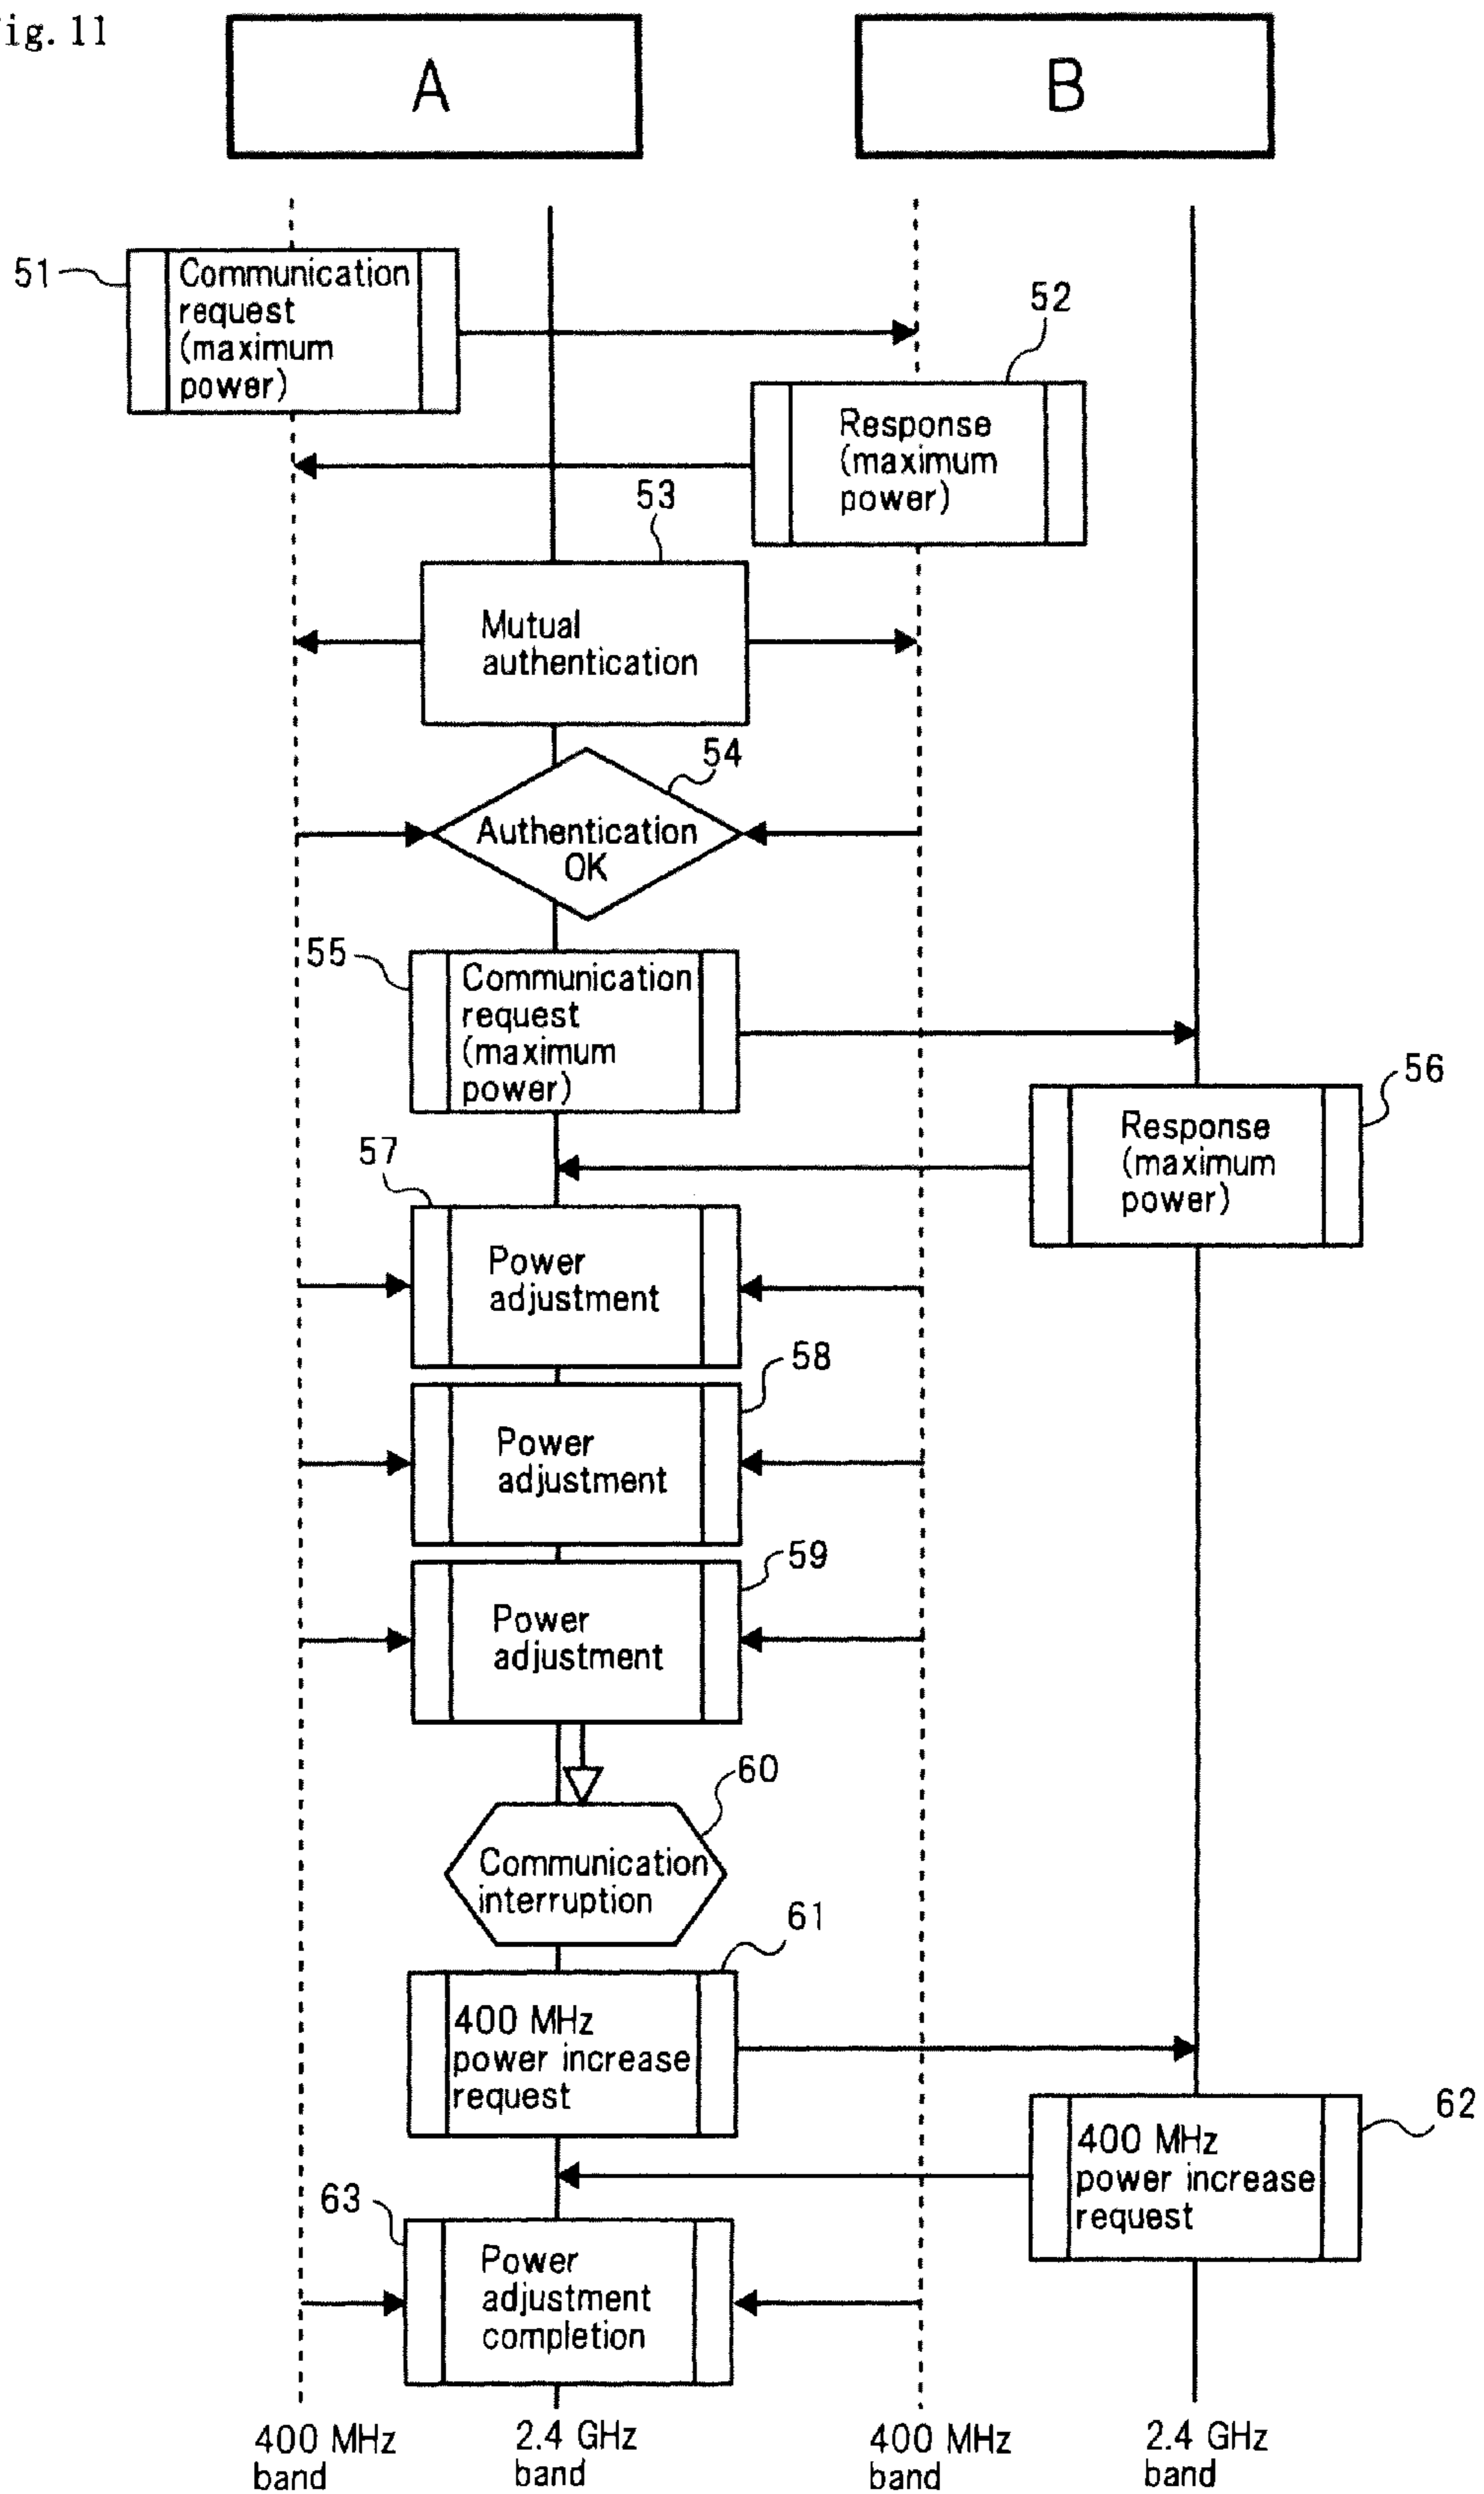 ig. 11
A
B
51
Communication
request
(maximum
power)
52
Response
(maximum
power)
53
Mutual
authentication
54
Authentication
OK
55
Communication
request
(maximum
power)
56
Response
(maximum
power)
57
Power
adjustment
58
Power
adjustment
59
Power
adjustment
60
Communication
interruption
61
400 MHz
power increase
request
62
400 MHz
power increase
request
63
Power
adjustment
completion
400 MHz
band
2.4 GHz
band
400 MHz
band
2.4 GHz
band